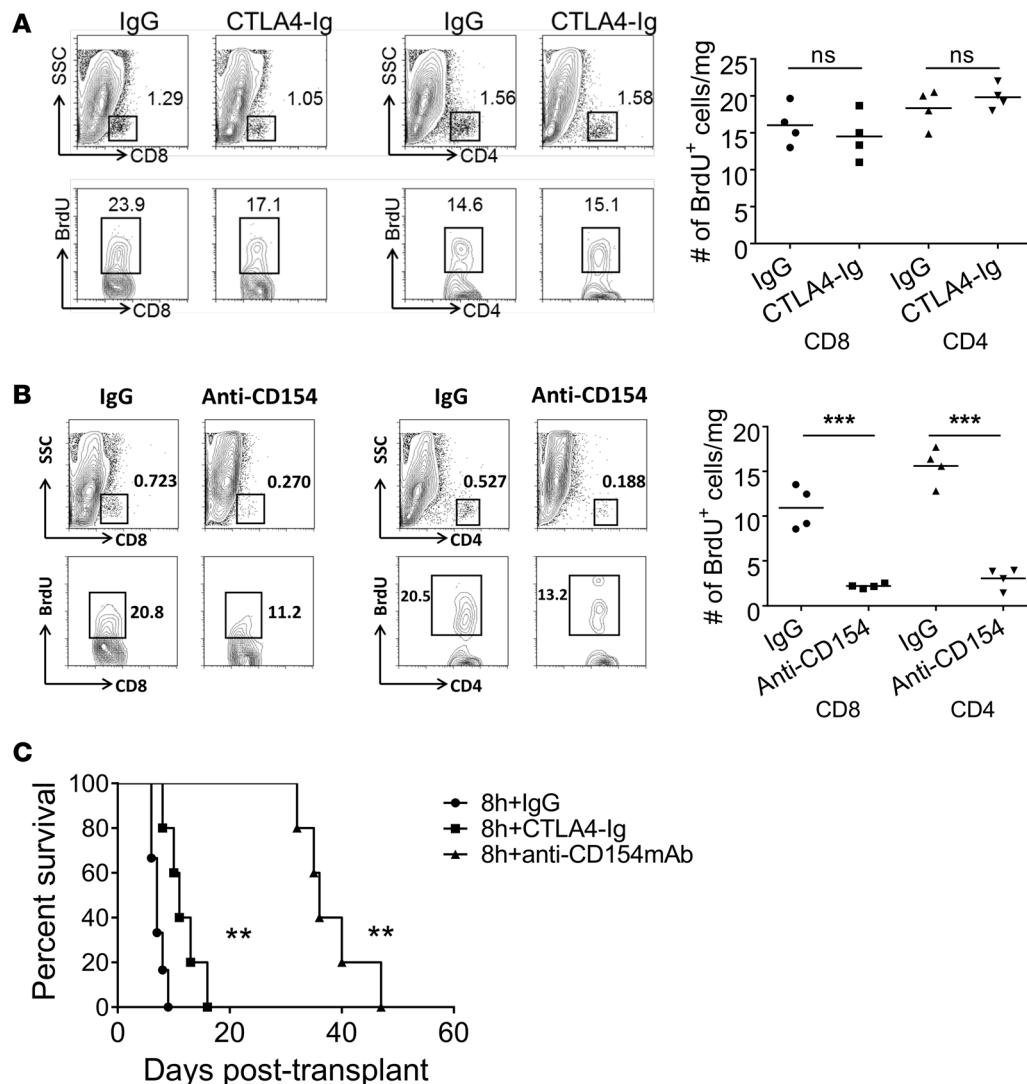 A
IgG CTLA4-Ig IgG CTLA4-Ig
SSC
1.29 1.05 1.56 1.58
CD8 CD4
BrdU
23.9 17.1 BrdU 14.6 15.1
CD8 CD4
# of BrdU+ cells/mg
25
20
15
10
5
0
ns ns
IgG CTLA4-Ig IgG CTLA4-Ig
CD8 CD4
B
IgG Anti-CD154 IgG Anti-CD154
SSC SSC
0.723 0.270 0.527 0.188
CD8 CD4
BrdU BrdU
20.8 11.2 20.5 13.2
CD8 CD4
# of BrdU+ cells/mg
20
15
10
5
0
*** ***
IgG Anti-CD154 IgG Anti-CD154
CD8 CD4
C
Percent survival
100
80
60
40
20
0
** **
8h+IgG
8h+CTLA4-Ig
8h+anti-CD154mAb
0 20 40 60
Days post-transplant